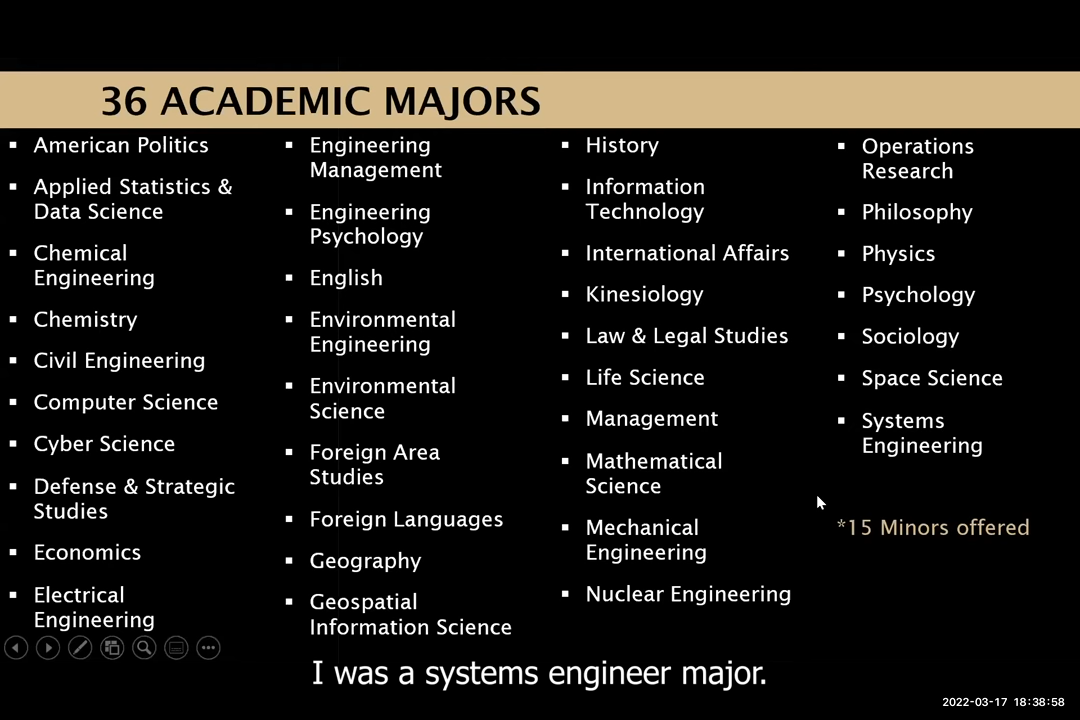 36 ACADEMIC MAJORS
▪ American Politics
▪ Applied Statistics &
Data Science
▪ Chemical
Engineering
▪ Chemistry
▪ Civil Engineering
▪ Computer Science
▪ Cyber Science
▪ Defense & Strategic
Studies
▪ Economics
▪ Electrical
Engineering
▪ Engineering
Management
▪ Engineering
Psychology
▪ English
▪ Environmental
Engineering
▪ Environmental
Science
▪ Foreign Area
Studies
▪ Foreign Languages
▪ Geography
▪ Geospatial
Information Science
▪ History
▪ Information
Technology
▪ International Affairs
▪ Kinesiology
▪ Law & Legal Studies
▪ Life Science
▪ Management
▪ Mathematical
Science
▪ Mechanical
Engineering
▪ Nuclear Engineering
▪ Operations
Research
▪ Philosophy
▪ Physics
▪ Psychology
▪ Sociology
▪ Space Science
▪ Systems
Engineering
*15 Minors offered
I was a systems engineer major.
2022-03-17 18:38:58